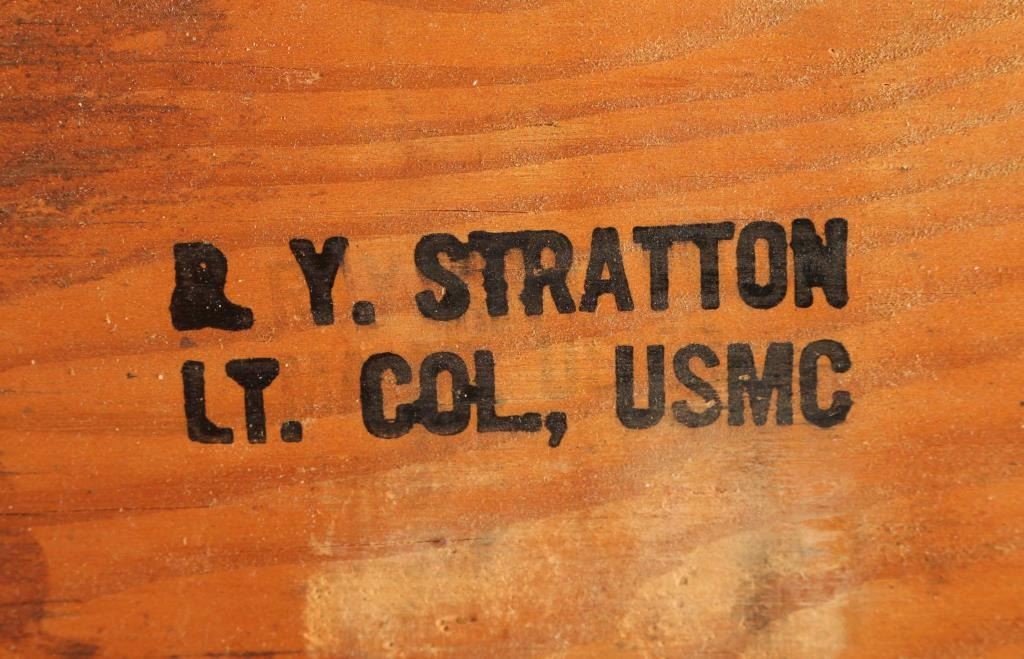 R. Y. STRATTON
LT. COL., USMC